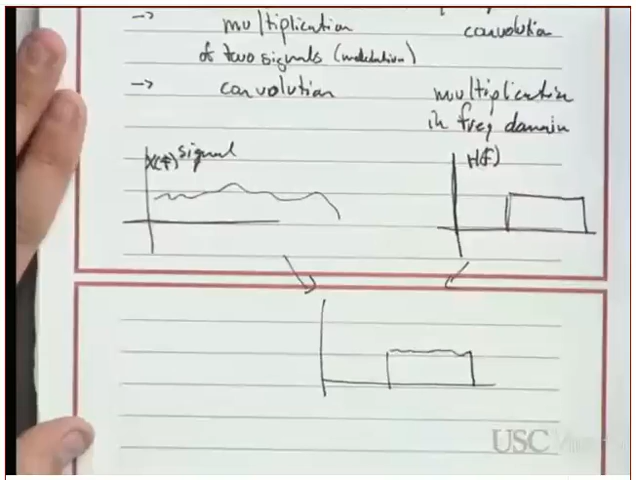 → multiplication convolution
of two signals (modulation)
→ convolution multiplication
in freq domain
X(f) signal H(f)
USC